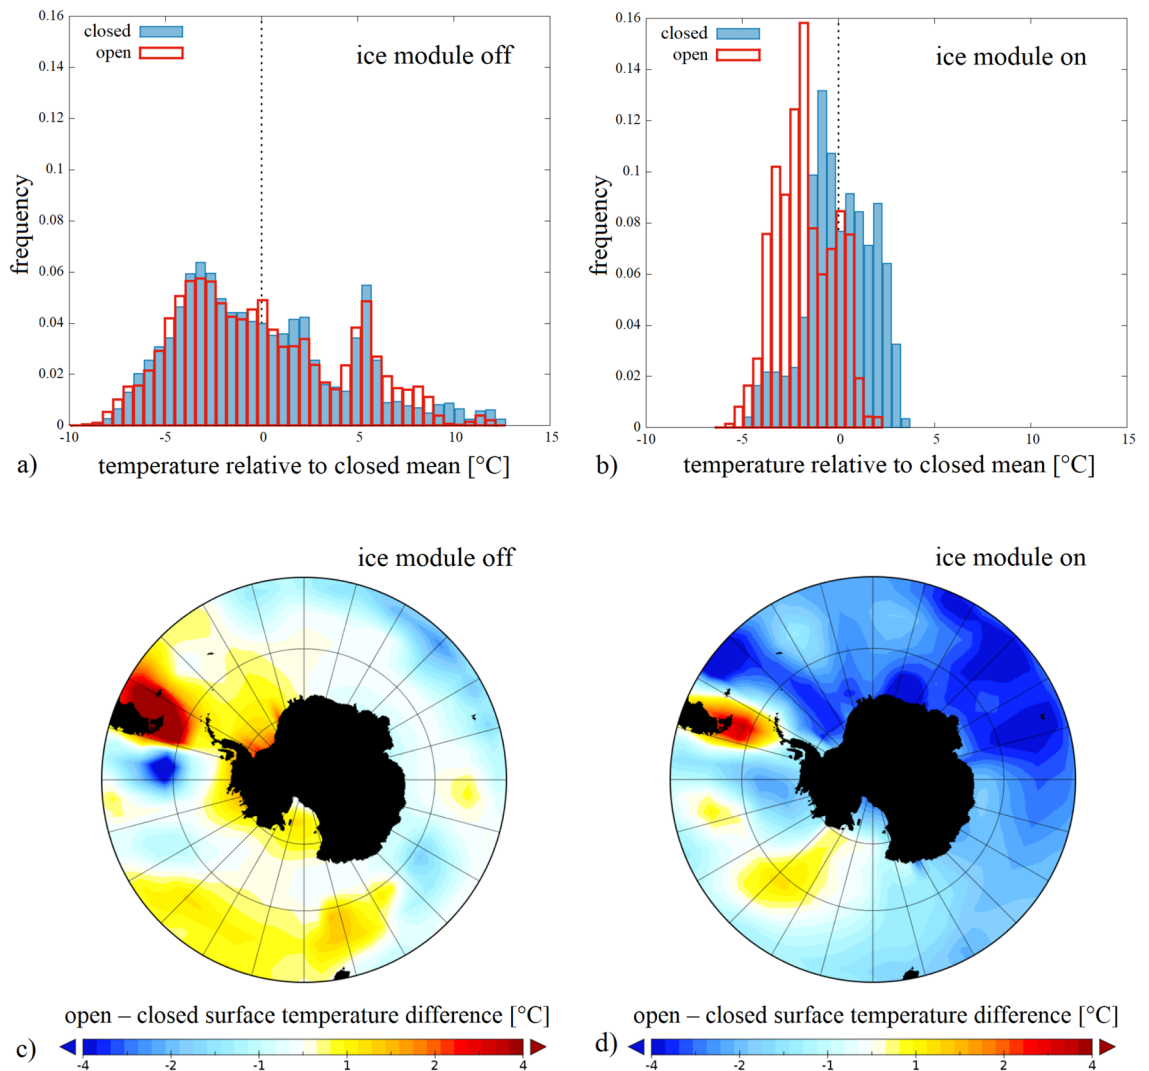 0.16
closed
open
ice module off
0.14
0.12
0.1
0.08
0.06
0.04
0.02
0
-10
-5
0
5
10
15
frequency
a)
temperature relative to closed mean [°C]
0.16
closed
open
ice module on
0.14
0.12
0.1
0.08
0.06
0.04
0.02
0
-10
-5
0
5
10
15
frequency
b)
temperature relative to closed mean [°C]
ice module off
open – closed surface temperature difference [°C]
c)
-4
-2
-1
1
2
4
ice module on
open – closed surface temperature difference [°C]
d)
-4
-2
-1
1
2
4